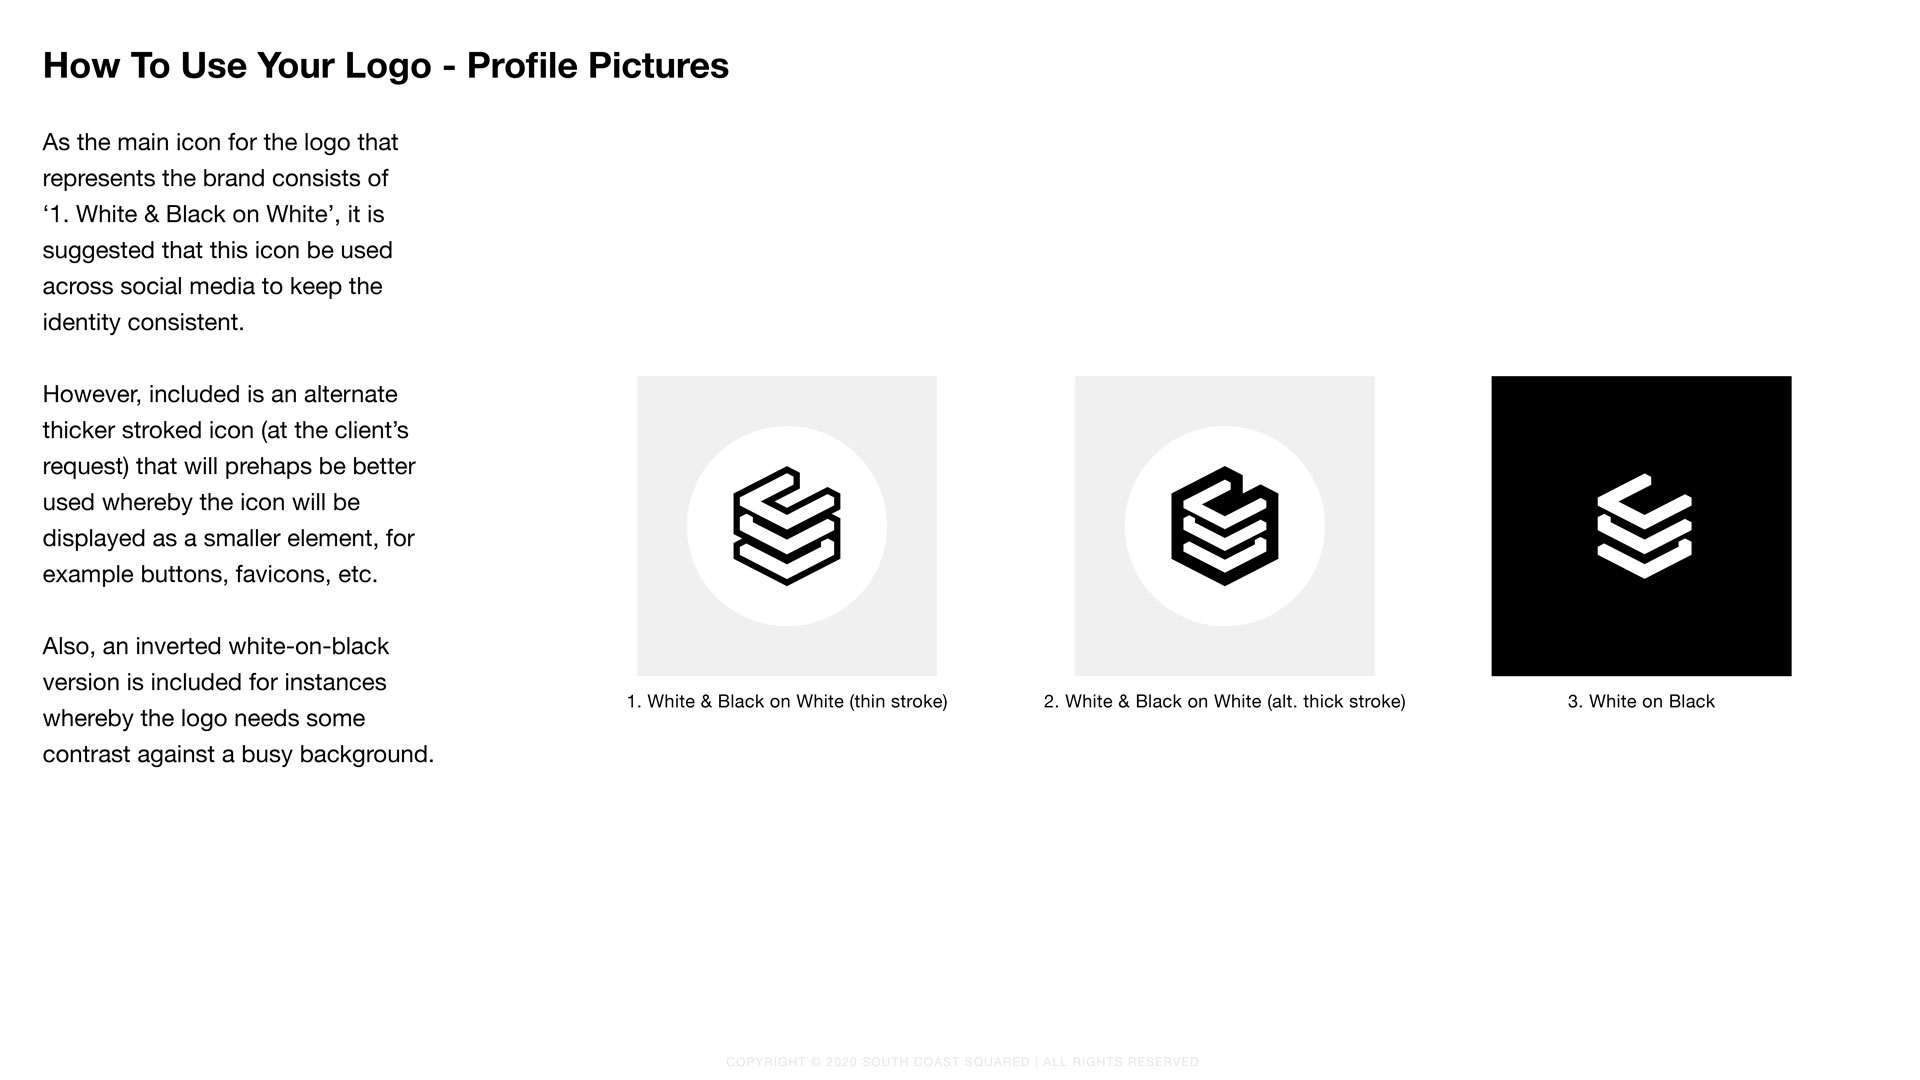 How To Use Your Logo - Profile Pictures
As the main icon for the logo that
represents the brand consists of
‘1. White & Black on White’, it is
suggested that this icon be used
across social media to keep the
identity consistent.
However, included is an alternate
thicker stroked icon (at the client’s
request) that will prehaps be better
used whereby the icon will be
displayed as a smaller element, for
example buttons, favicons, etc.
Also, an inverted white-on-black
version is included for instances
whereby the logo needs some
contrast against a busy background.
1. White & Black on White (thin stroke)
2. White & Black on White (alt. thick stroke)
3. White on Black
COPYRIGHT © 2020 SOUTH COAST SQUARED | ALL RIGHTS RESERVED